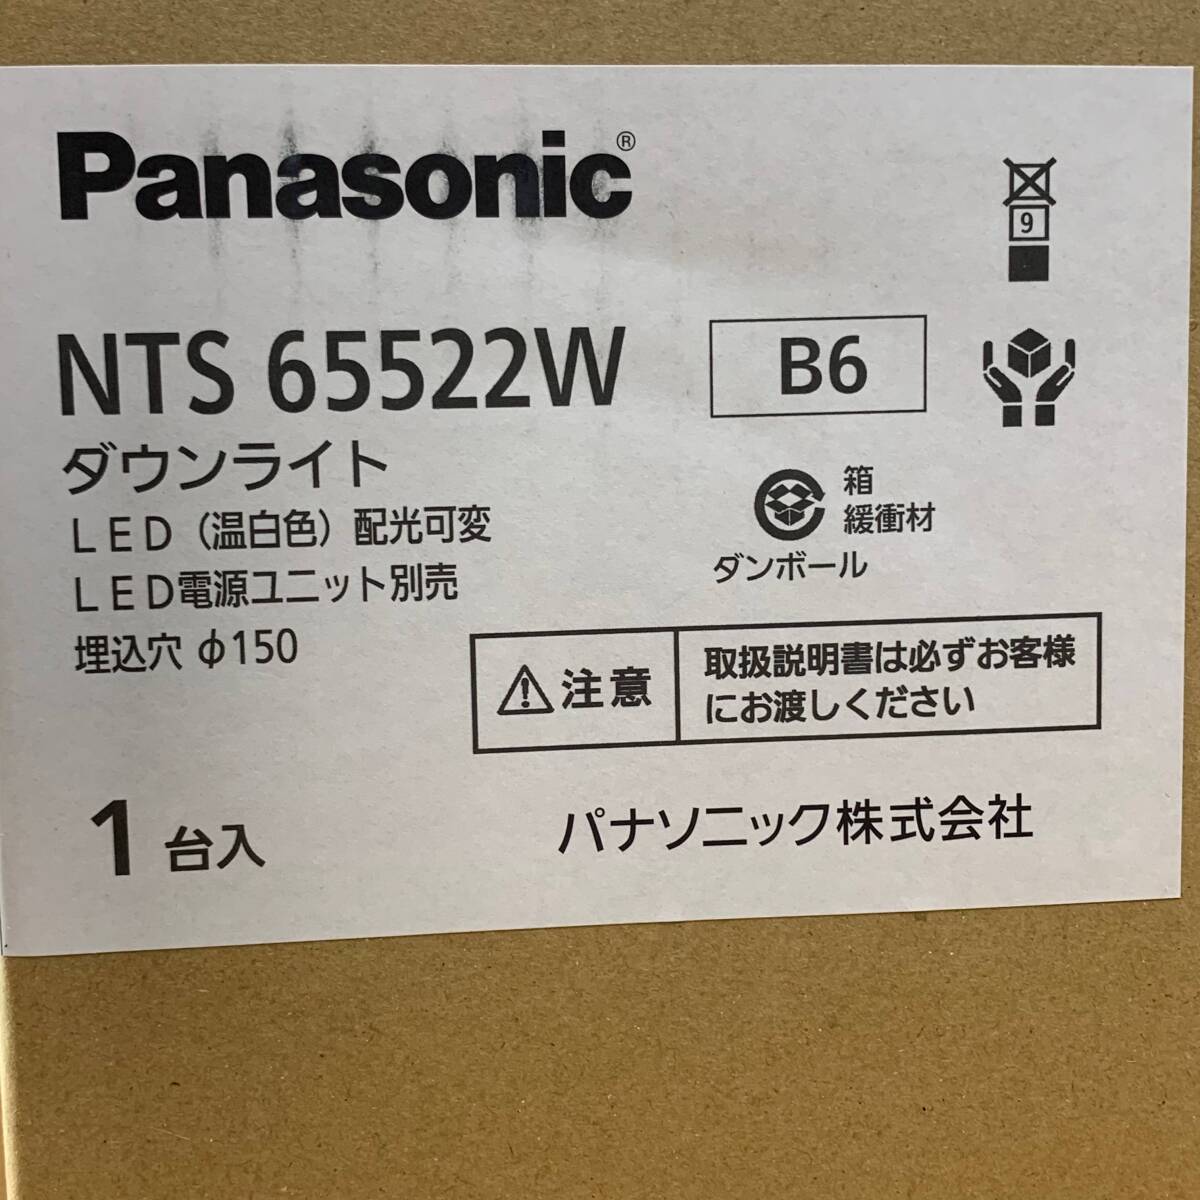 Panasonic®
9
NTS 65522W
B6
ダウンライト
LED（温白色）配光可変
LED電源ユニット別売
埋込穴 φ150
箱
緩衝材
ダンボール
注意
取扱説明書は必ずお客様
にお渡しください
1台入
パナソニック株式会社